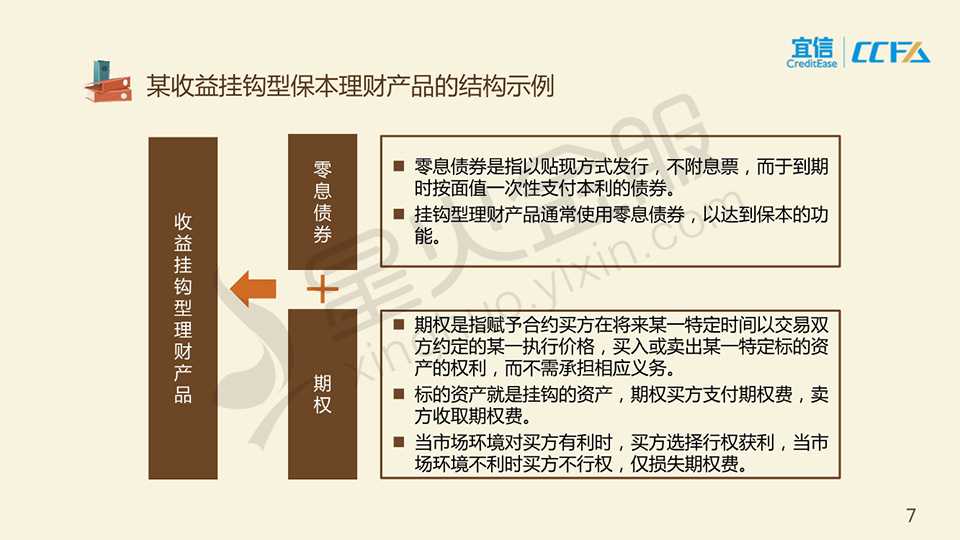 宜信
CreditEase
CCFA
某收益挂钩型保本理财产品的结构示例
收益挂钩型理财产品
零息债券
零息债券是指以贴现方式发行，不附息票，而于到期
时按面值一次性支付本利的债券。
挂钩型理财产品通常使用零息债券，以达到保本的功
能。
+
期权
期权是指赋予合约买方在将来某一特定时间以交易双
方约定的某一执行价格，买入或卖出某一特定标的资
产的权利，而不需承担相应义务。
标的资产就是挂钩的资产，期权买方支付期权费，卖
方收取期权费。
当市场环境对买方有利时，买方选择行权获利，当市
场环境不利时买方不行权，仅损失期权费。
星火金服
7